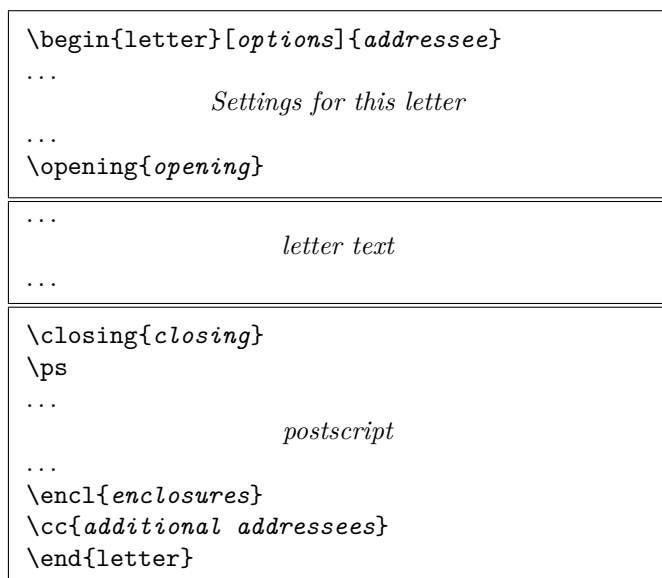 \begin{letter}[options]{addressee}
...
Settings for this letter
...
\opening{opening}
...
letter text
...
\closing{closing}
\ps
...
postscript
...
\encl{enclosures}
\cc{additional addressees}
\end{letter}